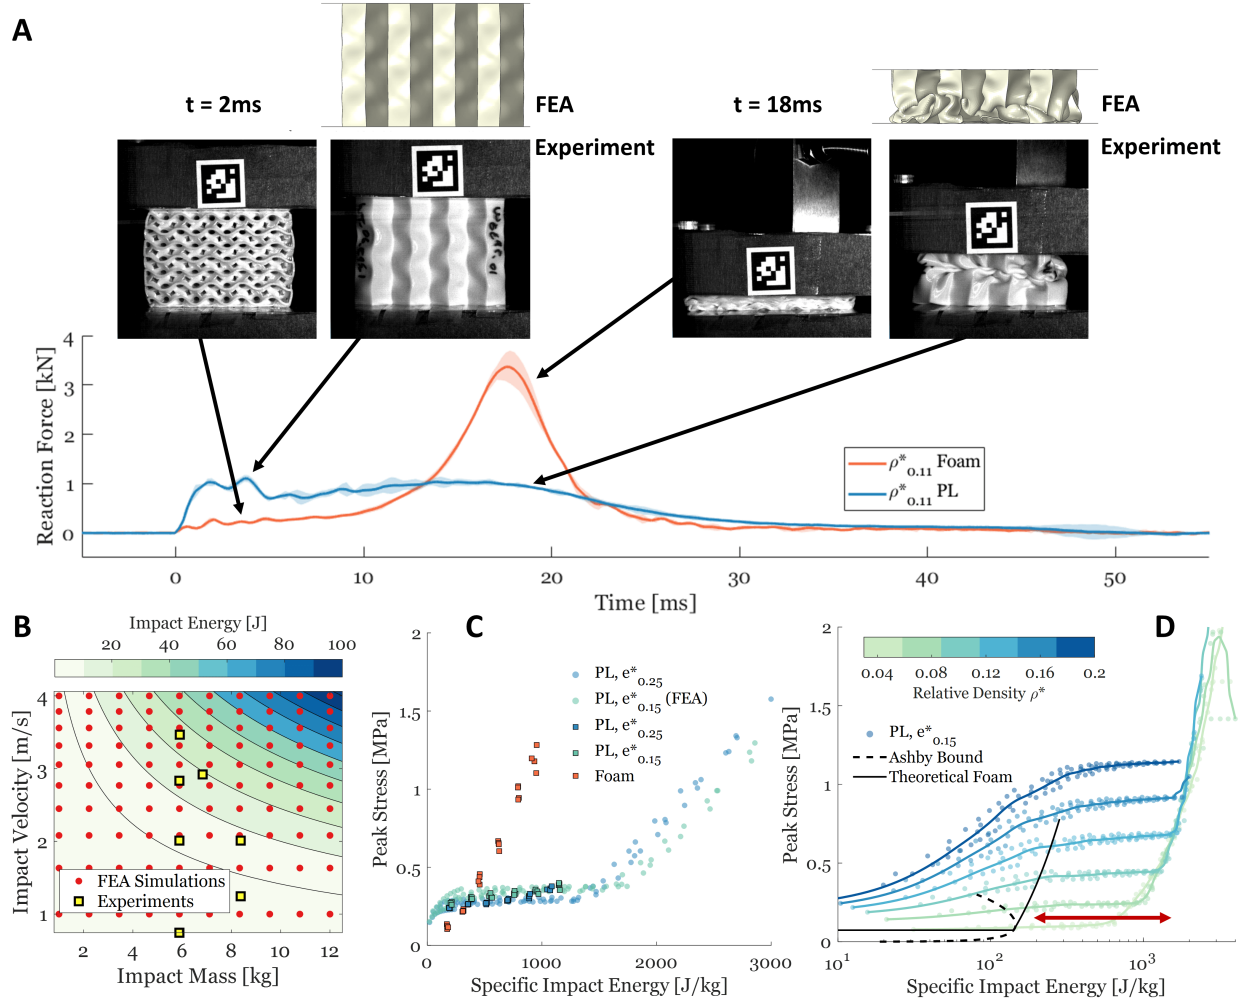 A
t = 2ms
FEA
Experiment
t = 18ms
FEA
Experiment
Reaction Force [kN]
4
3
2
1
0
ρ*0.11 Foam
ρ*0.11 PL
0
10
20
30
40
50
Time [ms]
B
Impact Energy [J]
20
40
60
80
100
Impact Velocity [m/s]
4
3
2
1
FEA Simulations
Experiments
2
4
6
8
10
12
Impact Mass [kg]
C
Peak Stress [MPa]
2
1.5
1
0.5
0
PL, e*0.25
PL, e*0.15 (FEA)
PL, e*0.25
PL, e*0.15
Foam
0
1000
2000
3000
Specific Impact Energy [J/kg]
D
Peak Stress [MPa]
2
1.5
1
0.5
0
0.04
0.08
0.12
0.16
0.2
Relative Density ρ*
PL, e*0.15
Ashby Bound
Theoretical Foam
10^1
10^2
10^3
Specific Impact Energy [J/kg]